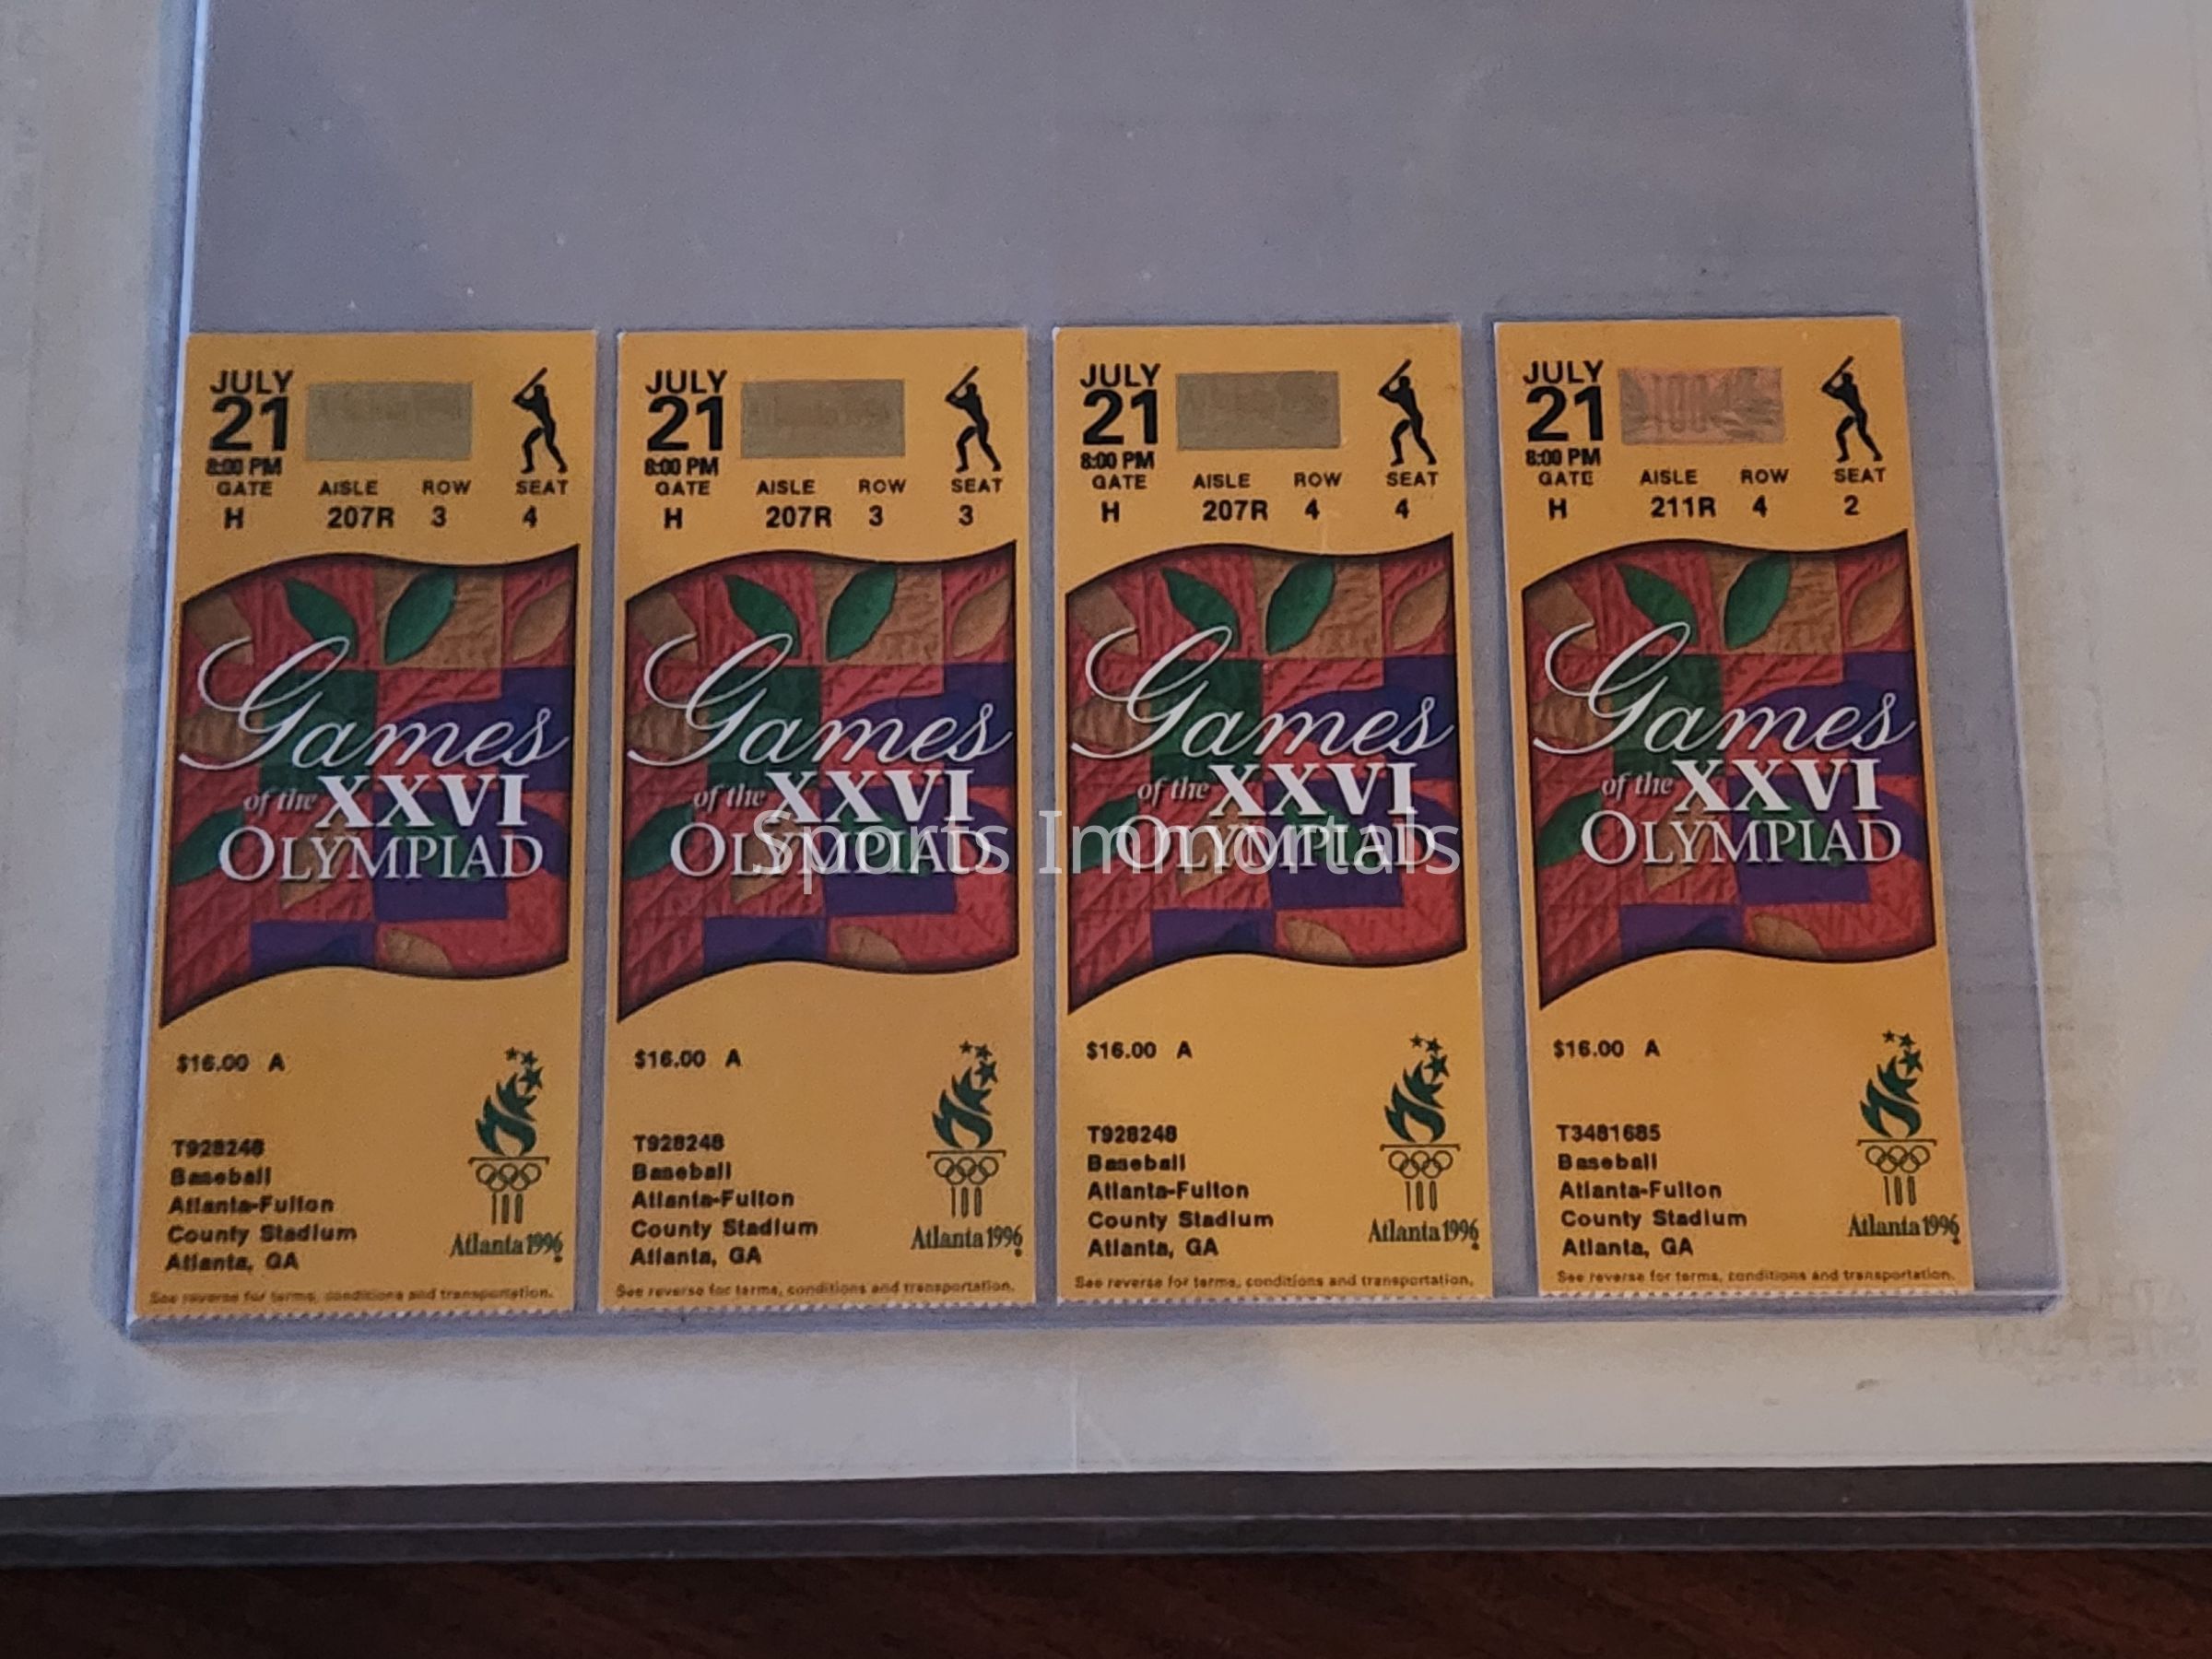 JULY
21
8:00 PM
GATE AISLE ROW SEAT
H 207R 3 4
Games
of the XXVI
OLYMPIAD
$16.00 A
T928248
Baseball
Atlanta-Fulton
County Stadium
Atlanta, GA
100
Atlanta 1996
See reverse for terms, conditions and transportation.
JULY
21
8:00 PM
GATE AISLE ROW SEAT
H 207R 3 3
Games
of the XXVI
OLYMPIAD
$16.00 A
T928248
Baseball
Atlanta-Fulton
County Stadium
Atlanta, GA
100
Atlanta 1996
See reverse for terms, conditions and transportation.
JULY
21
8:00 PM
GATE AISLE ROW SEAT
H 207R 4 4
Games
of the XXVI
OLYMPIAD
$16.00 A
T928248
Baseball
Atlanta-Fulton
County Stadium
Atlanta, GA
100
Atlanta 1996
See reverse for terms, conditions and transportation.
JULY
21
8:00 PM
100
GATE AISLE ROW SEAT
H 211R 4 2
Games
of the XXVI
OLYMPIAD
$16.00 A
T3481685
Baseball
Atlanta-Fulton
County Stadium
Atlanta, GA
100
Atlanta 1996
See reverse for terms, conditions and transportation.
Sports Immortals